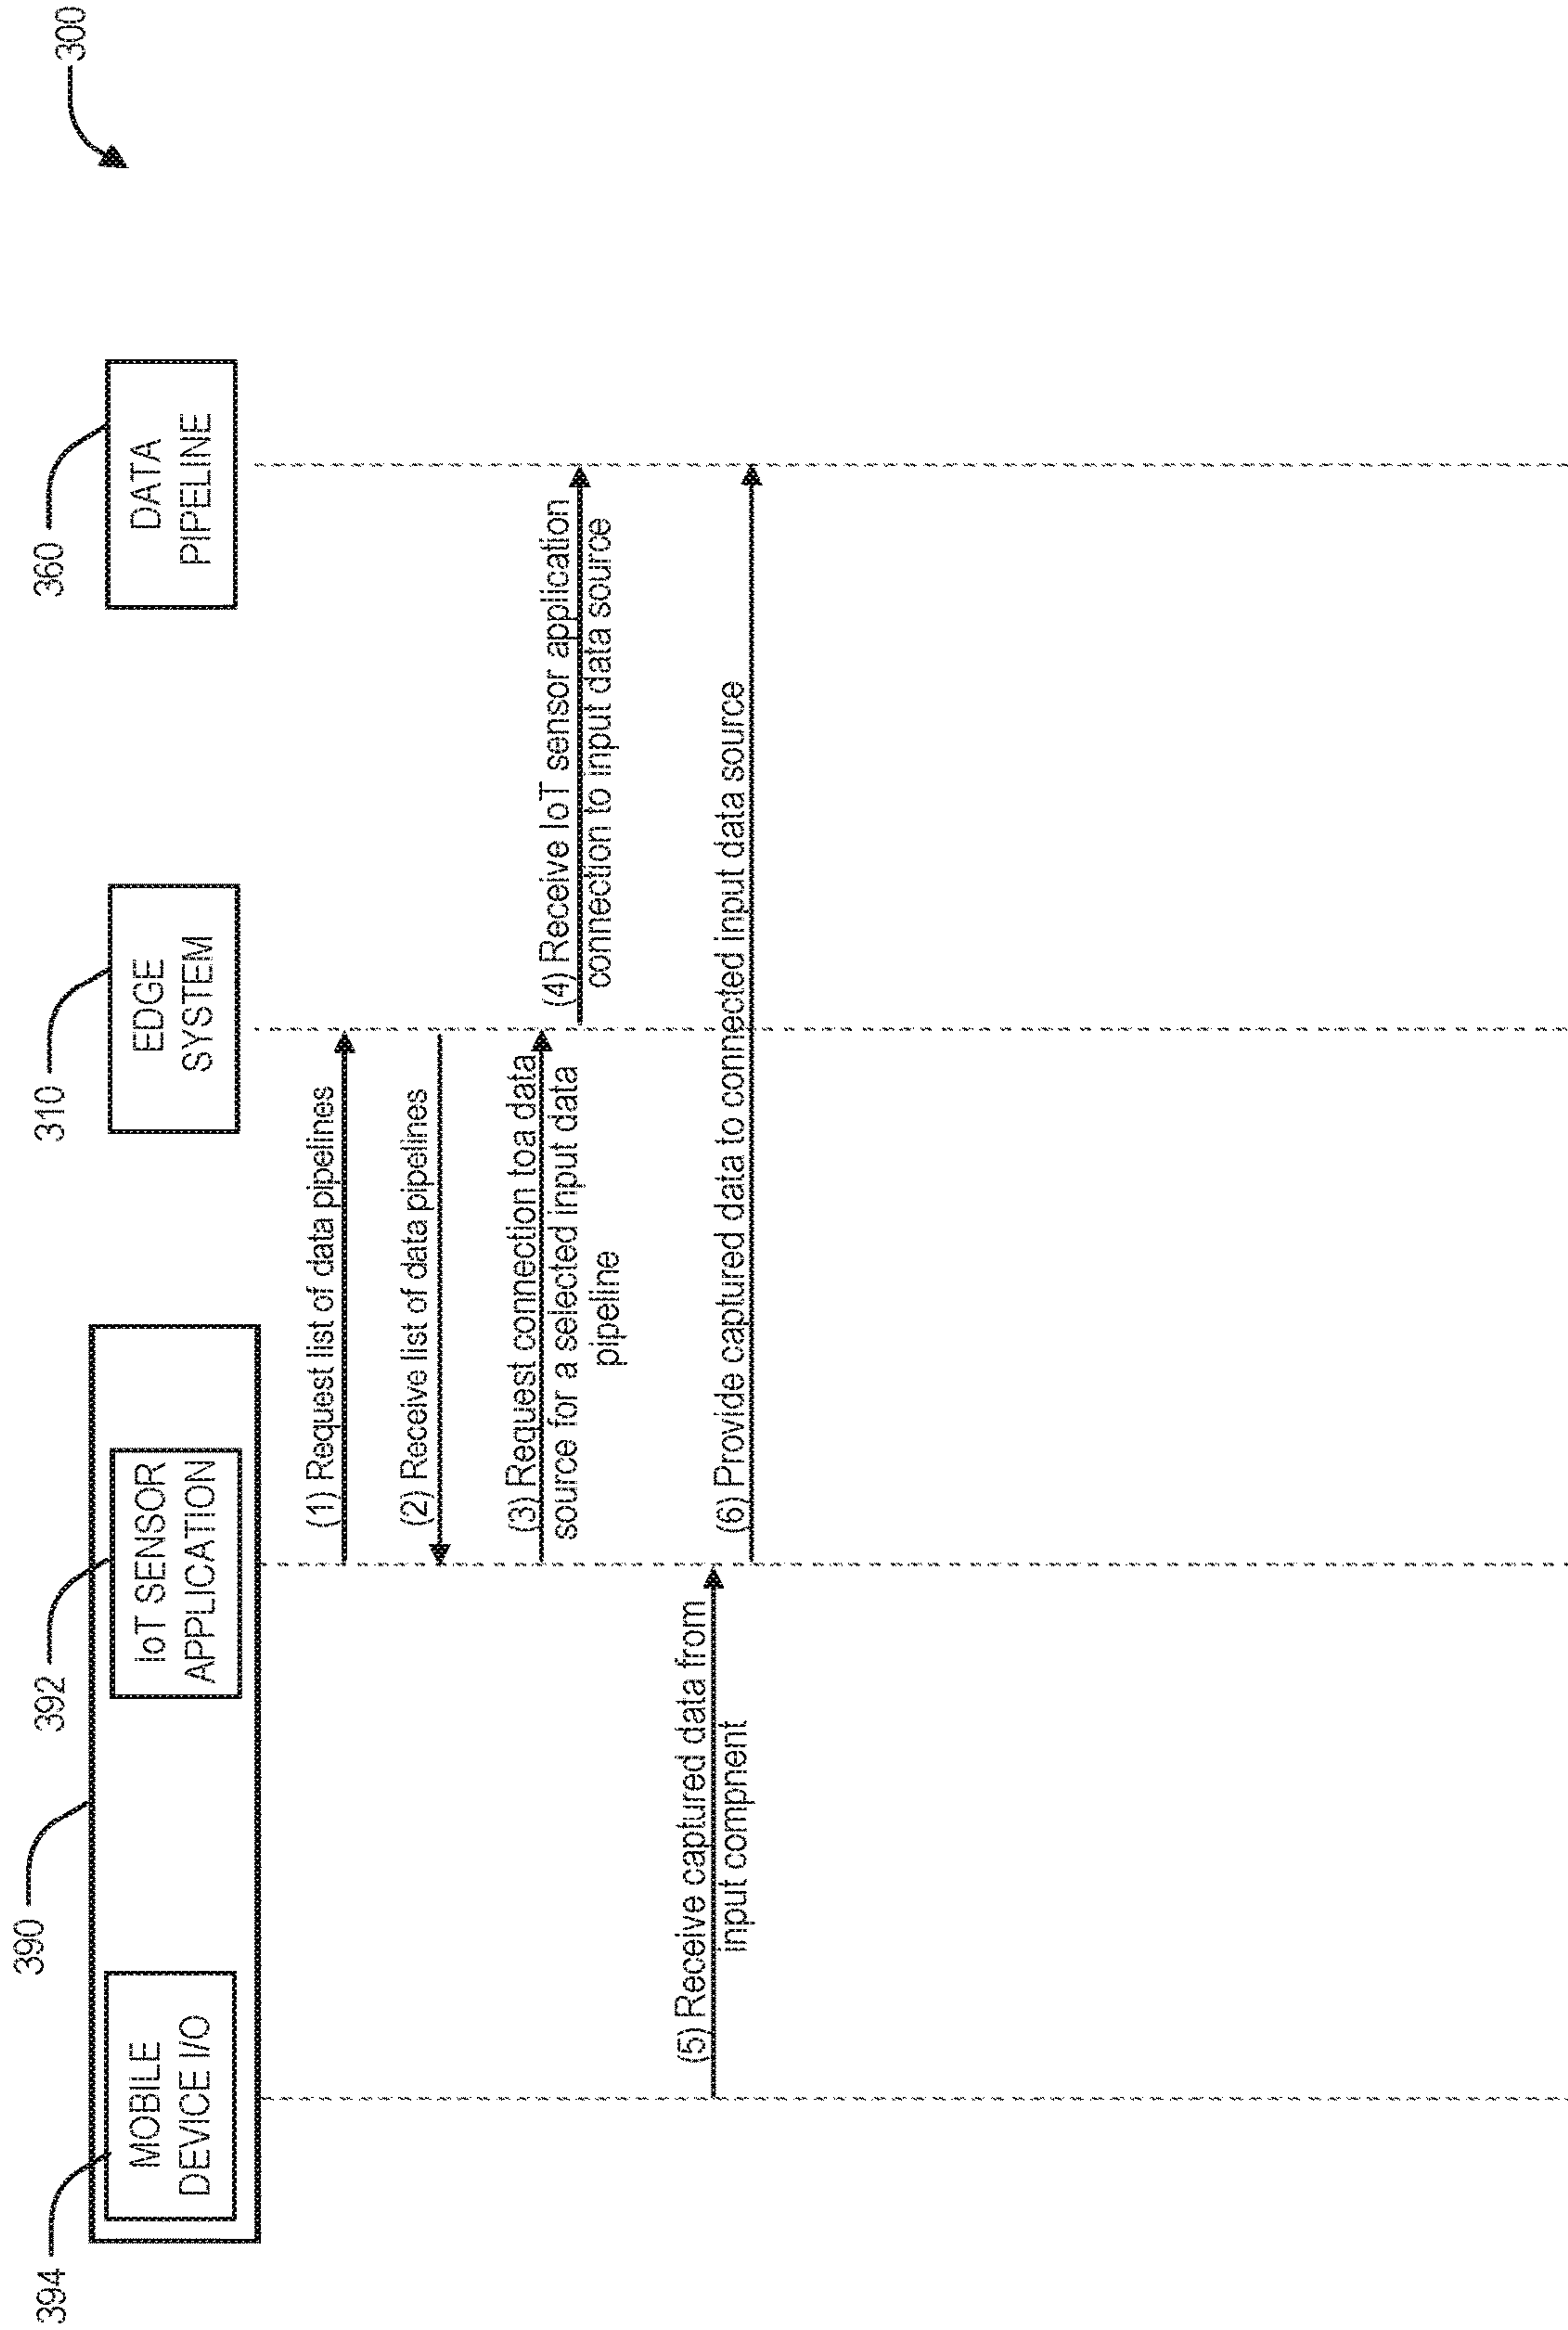 300
394
390
392
310
360
MOBILE
DEVICE I/O
IoT SENSOR
APPLICATION
EDGE
SYSTEM
DATA
PIPELINE
(1) Request list of data pipelines
(2) Receive list of data pipelines
(3) Request connection toa data
source for a selected input data
pipeline
(4) Receive IoT sensor application
connection to input data source
(5) Receive captured data from
input compnent
(6) Provide captured data to connected input data source